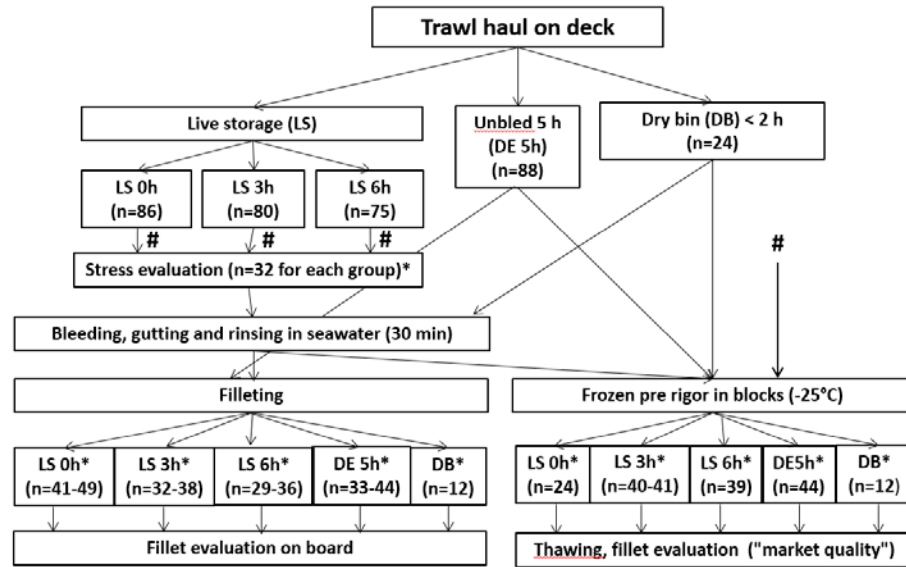 Trawl haul on deck
Live storage (LS)
Unbled 5 h
(DE 5h)
(n=88)
Dry bin (DB) < 2 h
(n=24)
LS 0h
(n=86)
LS 3h
(n=80)
LS 6h
(n=75)
#
#
#
#
Stress evaluation (n=32 for each group)*
Bleeding, gutting and rinsing in seawater (30 min)
Filleting
Frozen pre rigor in blocks (-25°C)
LS 0h*
(n=41-49)
LS 3h*
(n=32-38)
LS 6h*
(n=29-36)
DE 5h*
(n=33-44)
DB*
(n=12)
LS 0h*
(n=24)
LS 3h*
(n=40-41)
LS 6h*
(n=39)
DE5h*
(n=44)
DB*
(n=12)
Fillet evaluation on board
Thawing, fillet evaluation ("market quality")